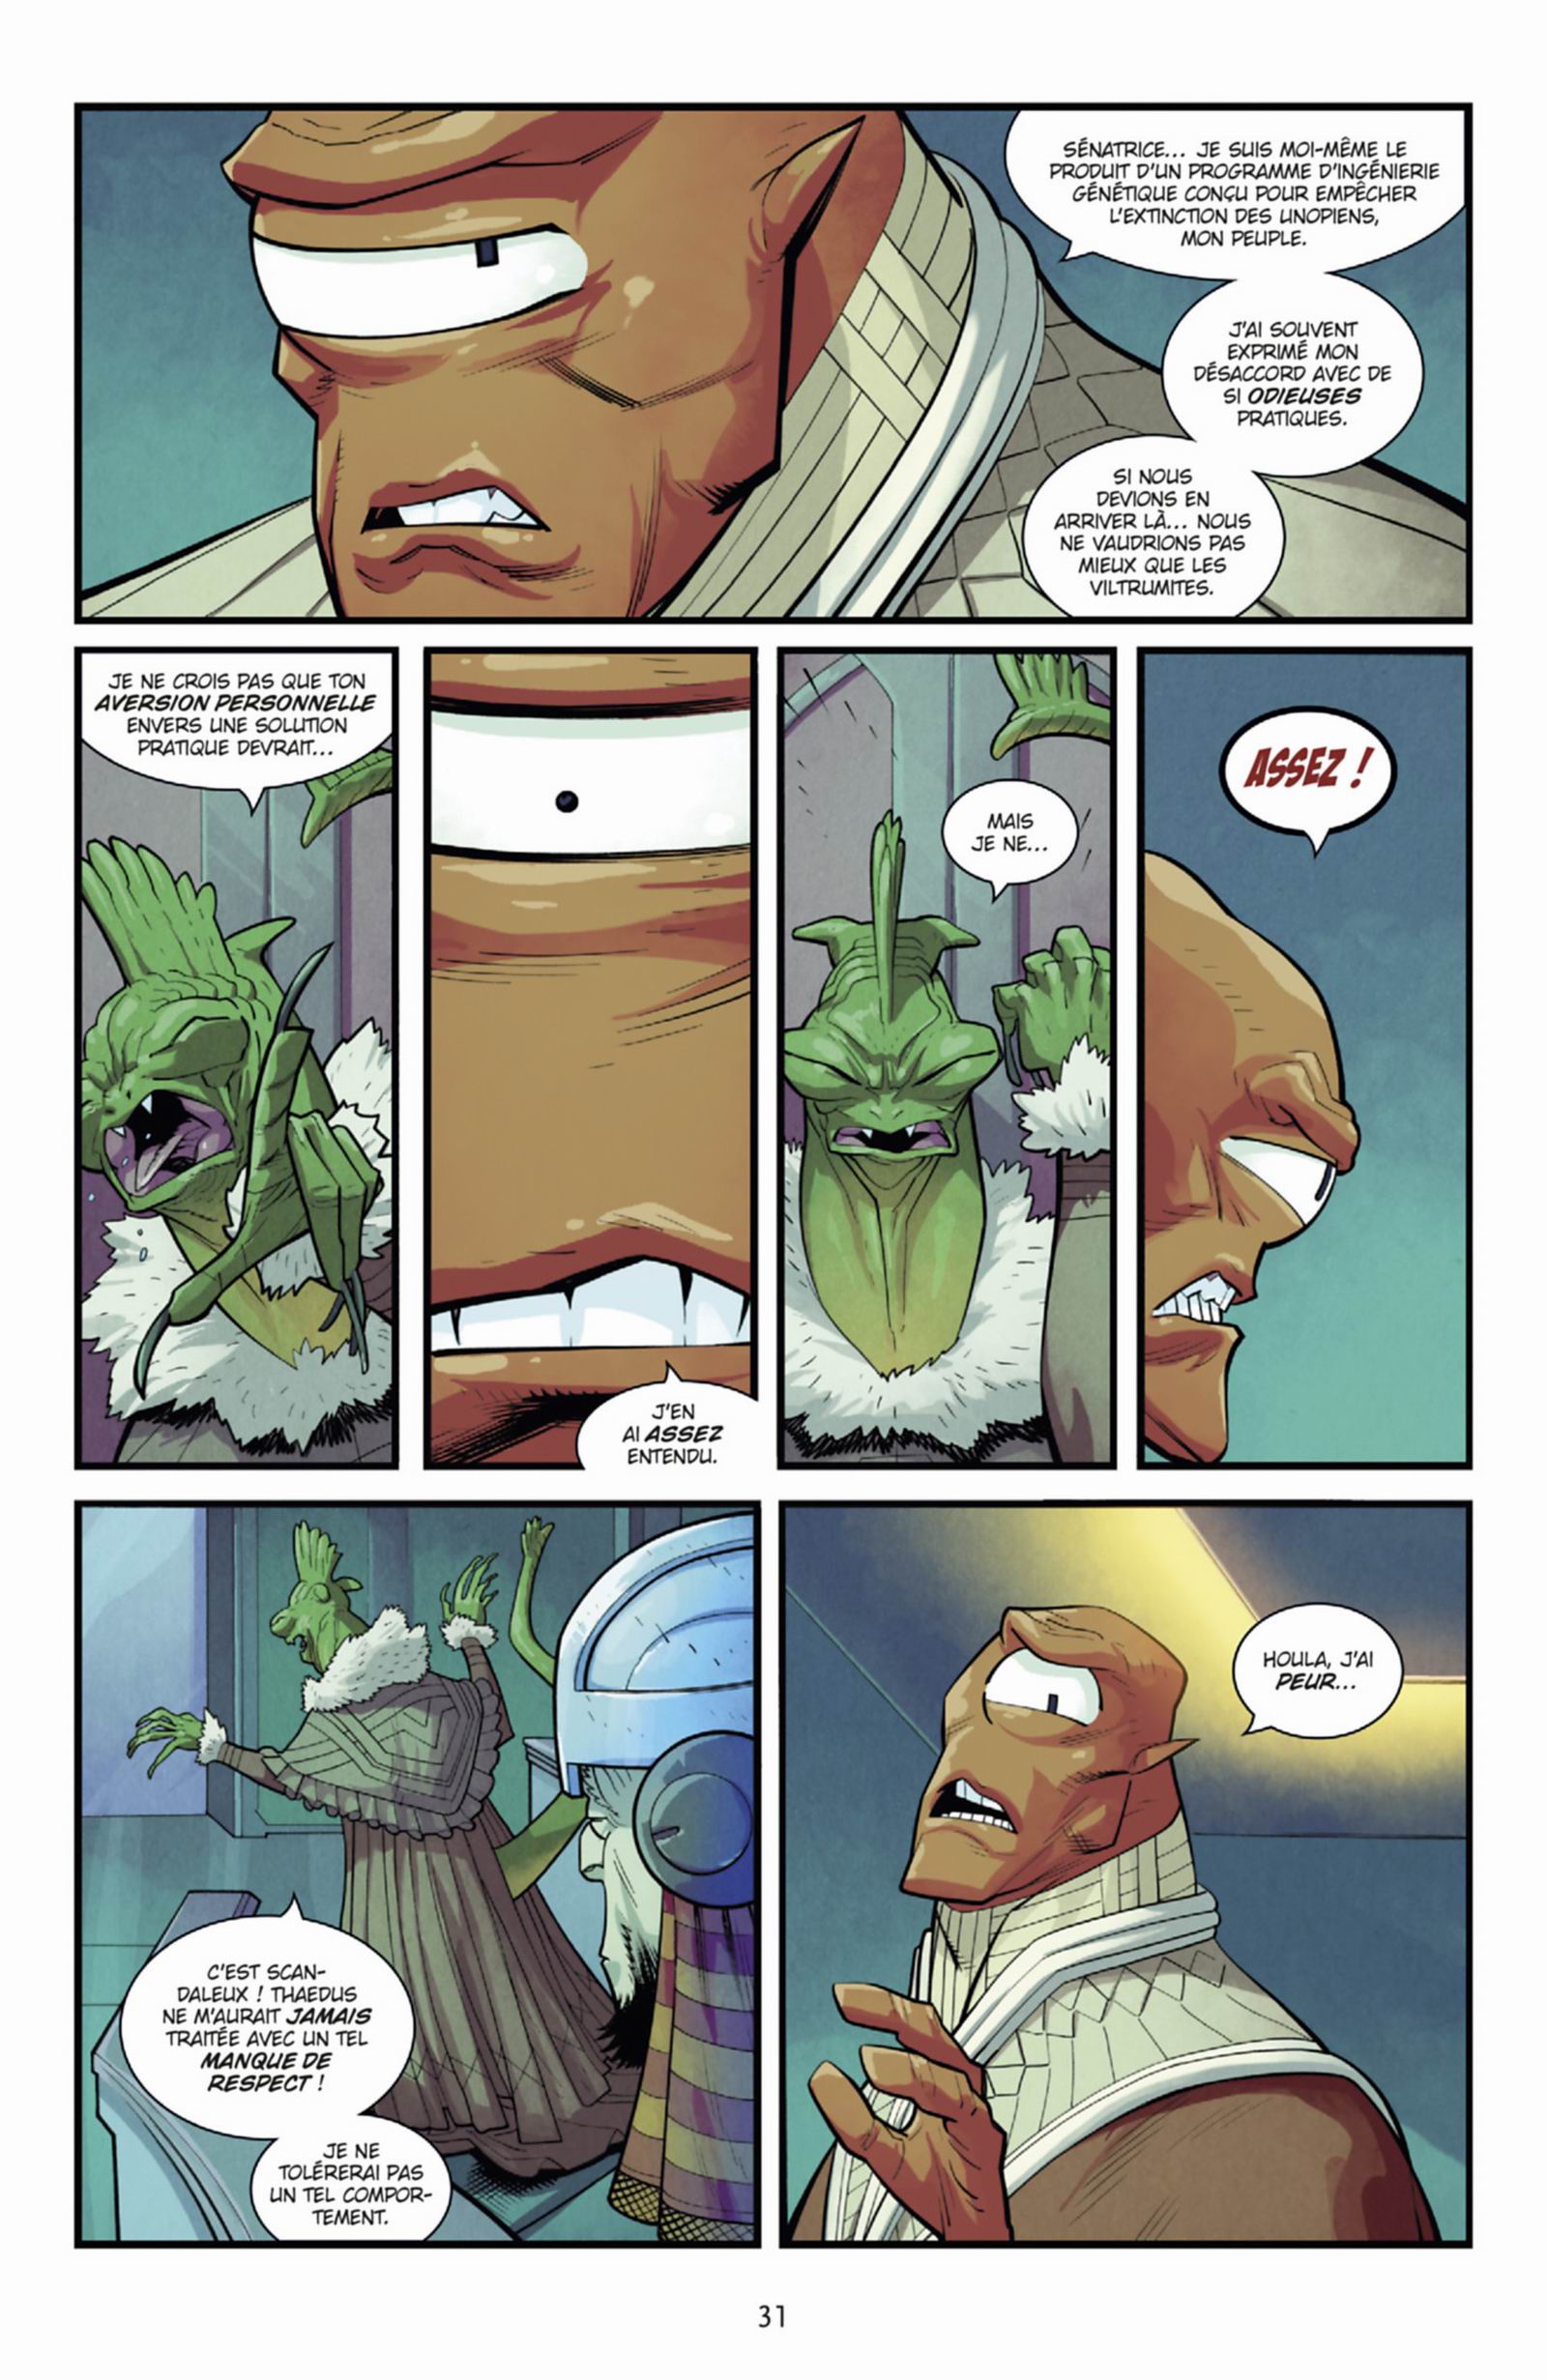 SÉNATRICE... JE SUIS MOI-MÊME LE
PRODUIT D'UN PROGRAMME D'INGÉNIERIE
GÉNÉTIQUE CONÇU POUR EMPÊCHER
L'EXTINCTION DES UNOPIENS,
MON PEUPLE.
J'AI SOUVENT
EXPRIMÉ MON
DÉSACCORD AVEC DE
SI ODIEUSES
PRATIQUES.
SI NOUS
DEVIONS EN
ARRIVER LÀ... NOUS
NE VAUDRIONS PAS
MIEUX QUE LES
VILTRUMITES.
JE NE CROIS PAS QUE TON
AVERSION PERSONNELLE
ENVERS UNE SOLUTION
PRATIQUE DEVRAIT...
J'EN
AI ASSEZ
ENTENDU.
MAIS
JE NE...
ASSEZ !
C'EST SCAN-
DALEUX ! THAEDUS
NE M'AURAIT JAMAIS
TRAITÉE AVEC UN TEL
MANQUE DE
RESPECT !
JE NE
TOLÉRERAI PAS
UN TEL COMPOR-
TEMENT.
HOULA, J'AI
PEUR...
31